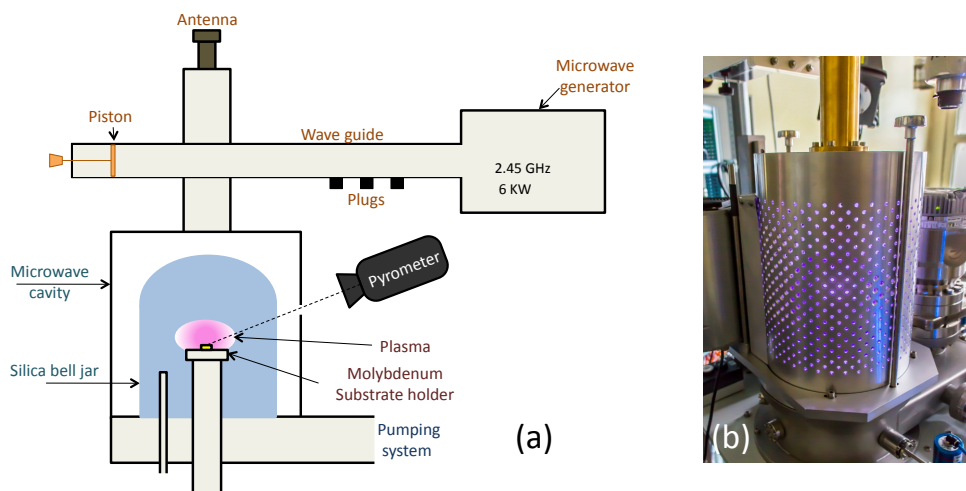 Antenna
Microwave
generator
Piston
Wave guide
2.45 GHz
6 KW
Plugs
Pyrometer
Microwave
cavity
Plasma
Silica bell jar
Molybdenum
Substrate holder
Pumping
system
(a)
(b)